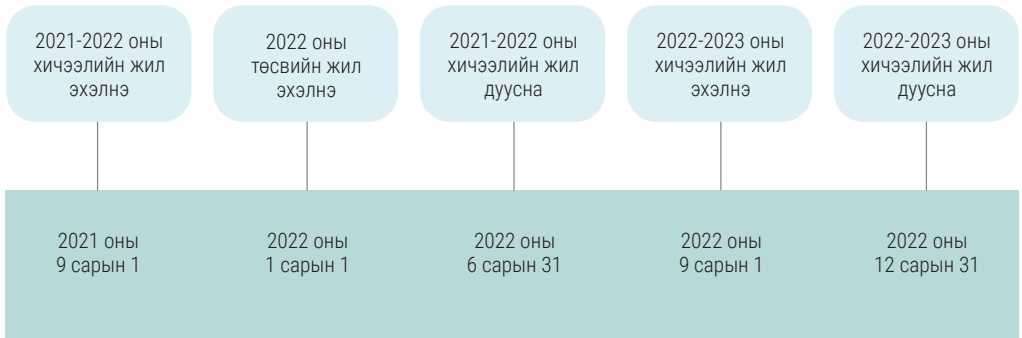 2021-2022 оны
хичээлийн жил
эхэлнэ
2022 оны
төсвийн жил
эхэлнэ
2021-2022 оны
хичээлийн жил
дуусна
2022-2023 оны
хичээлийн жил
эхэлнэ
2022-2023 оны
хичээлийн жил
дуусна
2021 оны
9 сарын 1
2022 оны
1 сарын 1
2022 оны
6 сарын 31
2022 оны
9 сарын 1
2022 оны
12 сарын 31